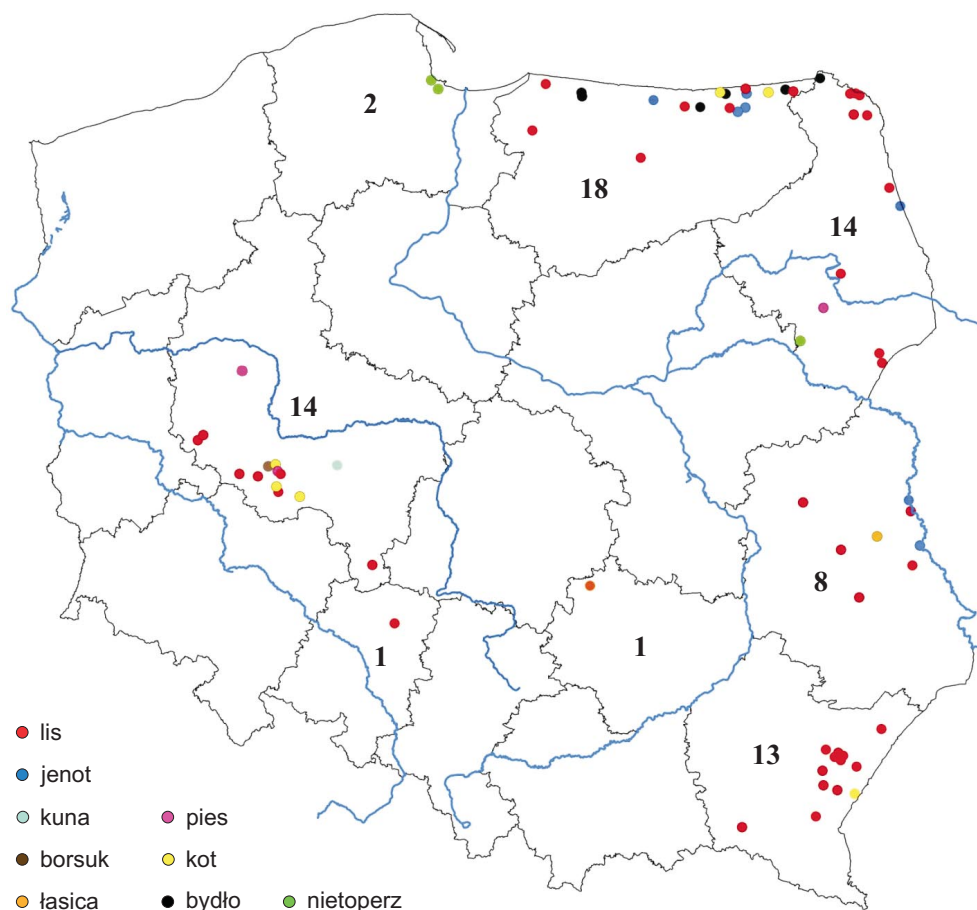 2
18
14
14
8
1
1
13
lis
jenot
kuna pies
borsuk kot
łasica bydło nietoperz